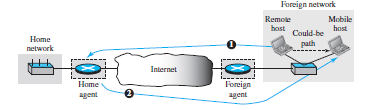 Foreign network
Remote host
Mobile host
Could-be path
Home network
1
Internet
Home agent
Foreign agent
2